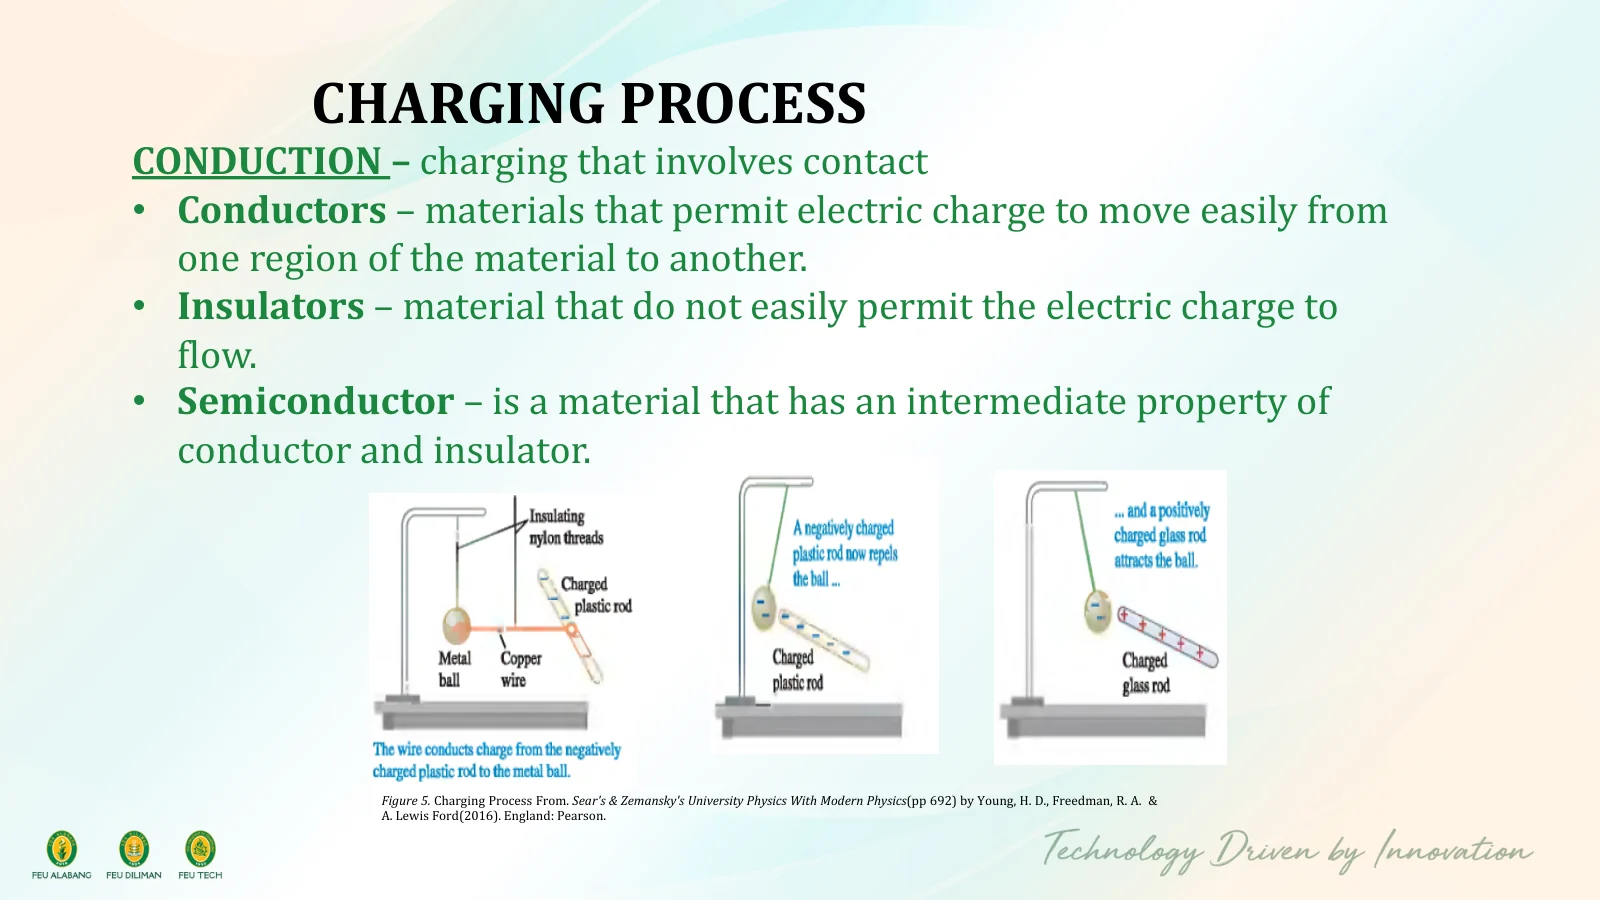 CHARGING PROCESS
CONDUCTION – charging that involves contact
• Conductors – materials that permit electric charge to move easily from
one region of the material to another.
• Insulators – material that do not easily permit the electric charge to
flow.
• Semiconductor – is a material that has an intermediate property of
conductor and insulator.
Insulating
nylon threads
Charged
plastic rod
Metal
ball
Copper
wire
The wire conducts charge from the negatively
charged plastic rod to the metal ball.
A negatively charged
plastic rod now repels
the ball ...
Charged
plastic rod
... and a positively
charged glass rod
attracts the ball.
Charged
glass rod
Figure 5. Charging Process From. Sear's & Zemansky's University Physics With Modern Physics(pp 692) by Young, H. D., Freedman, R. A. &
A. Lewis Ford(2016). England: Pearson.
FEU ALABANG
FEU DILIMAN
FEU TECH
Technology Driven by Innovation